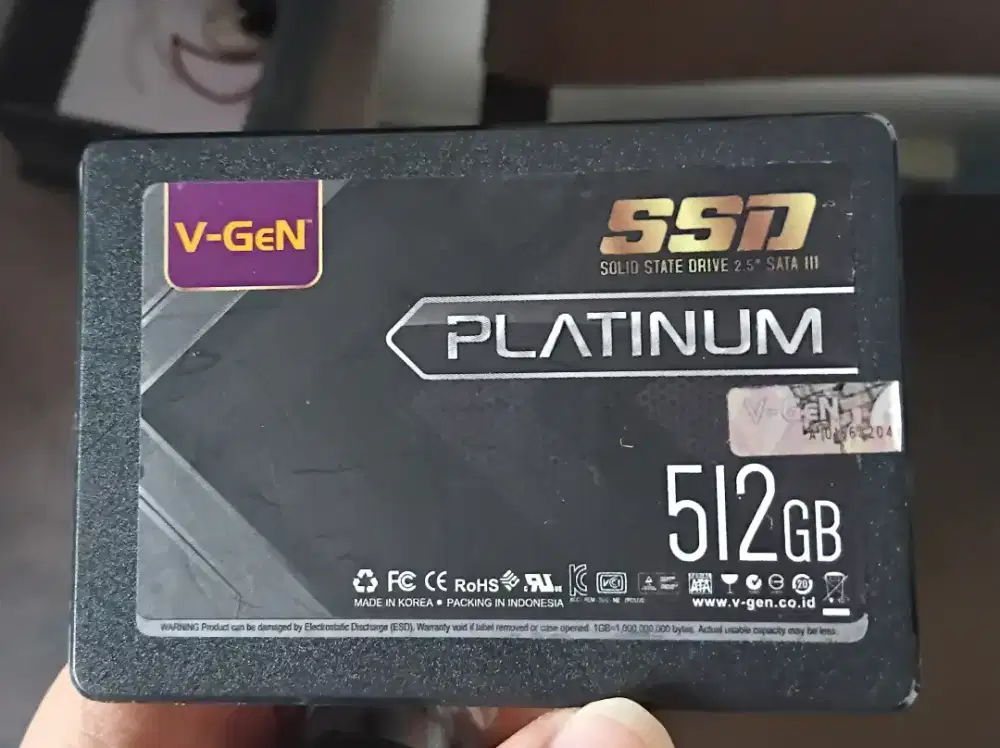 V-GeN™
SSD
SOLID STATE DRIVE 2.5" SATA III
PLATINUM
V-GeN
512GB
FC CE RoHS
MADE IN KOREA • PACKING IN INDONESIA
www.v-gen.co.id
WARNING Product can be damaged by Electrostatic Discharge (ESD). Warranty void if label removed or case opened. 1GB=1,000,000,000 bytes. Actual usable capacity may be less.